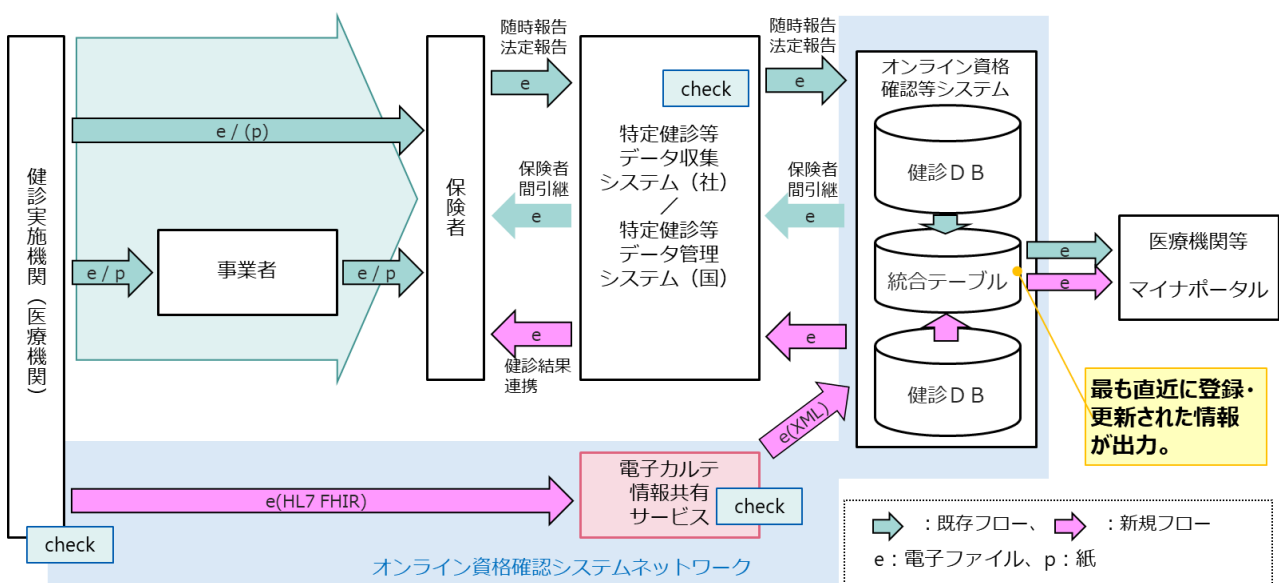 健診実施機関（医療機関）
check
e / (p)
e / p
事業者
e / p
保険者
随時報告
法定報告
e
保険者
間引継
e
e
健診結果
連携
check
特定健診等
データ収集
システム（社）
／
特定健診等
データ管理
システム（国）
随時報告
法定報告
e
保険者
間引継
e
e
e(XML)
オンライン資格
確認等システム
健診ＤＢ
統合テーブル
健診ＤＢ
e
e
医療機関等
マイナポータル
最も直近に登録・
更新された情報
が出力。
e(HL7 FHIR)
電子カルテ
情報共有
サービス
check
オンライン資格確認システムネットワーク
：既存フロー、 ：新規フロー
e：電子ファイル、p：紙